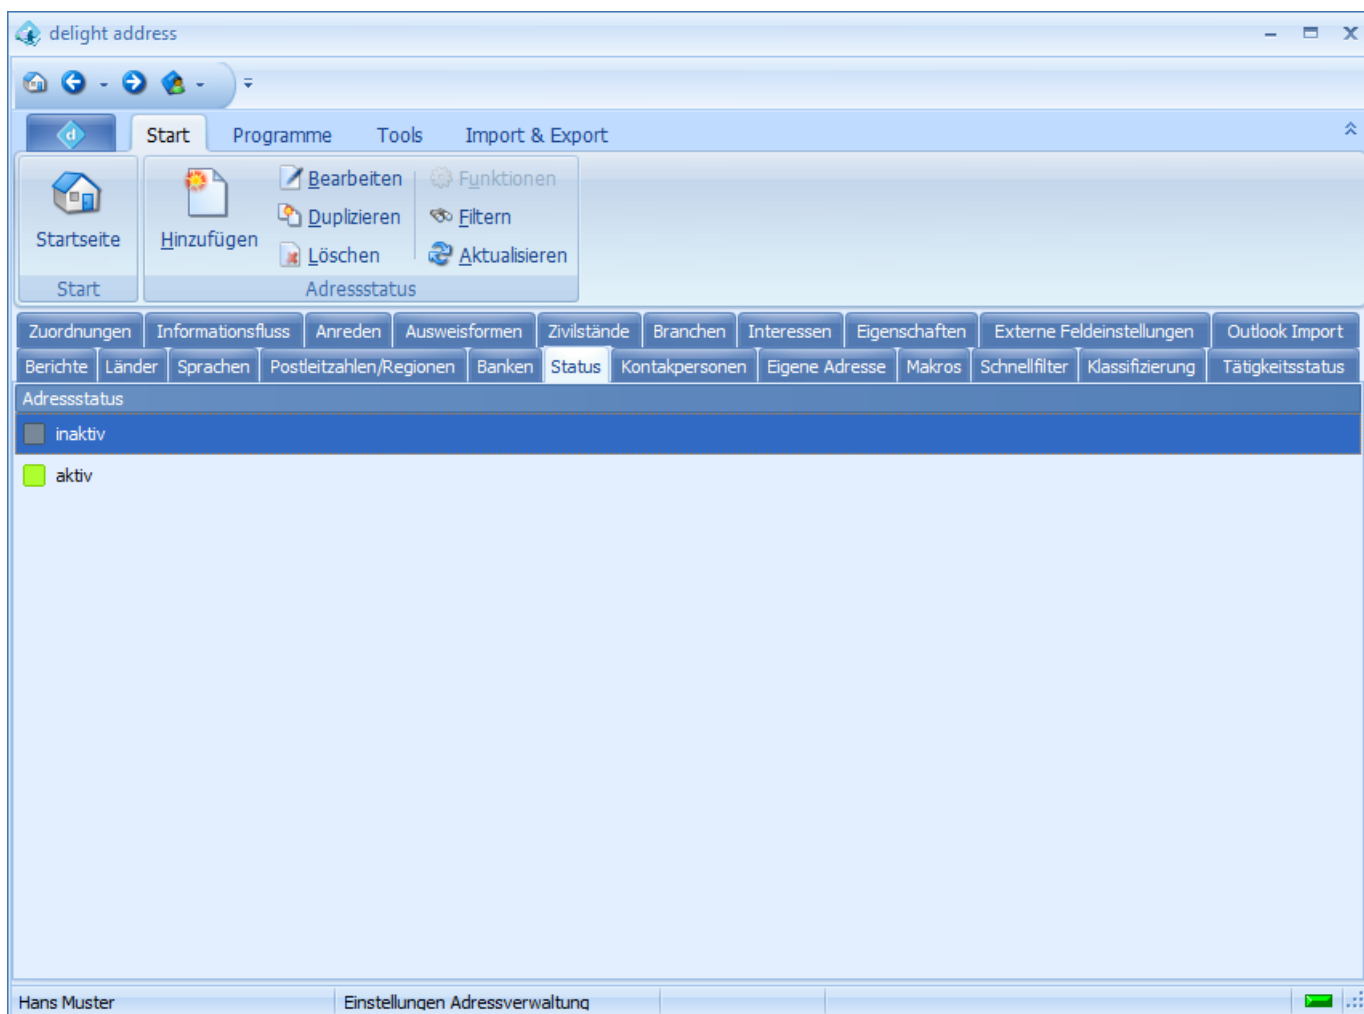 delight address
Start Programme Tools Import & Export
Startseite
Hinzufügen
Bearbeiten
Duplizieren
Löschen
Funktionen
Filtern
Aktualisieren
Start
Adressstatus
Zuordnungen Informationsfluss Anreden Ausweisformen Zivilstände Branchen Interessen Eigenschaften Externe Feldeinstellungen Outlook Import
Berichte Länder Sprachen Postleitzahlen/Regionen Banken Status Kontakpersonen Eigene Adresse Makros Schnellfilter Klassifizierung Tätigkeitsstatus
Adressstatus
inaktiv
aktiv
Hans Muster Einstellungen Adressverwaltung